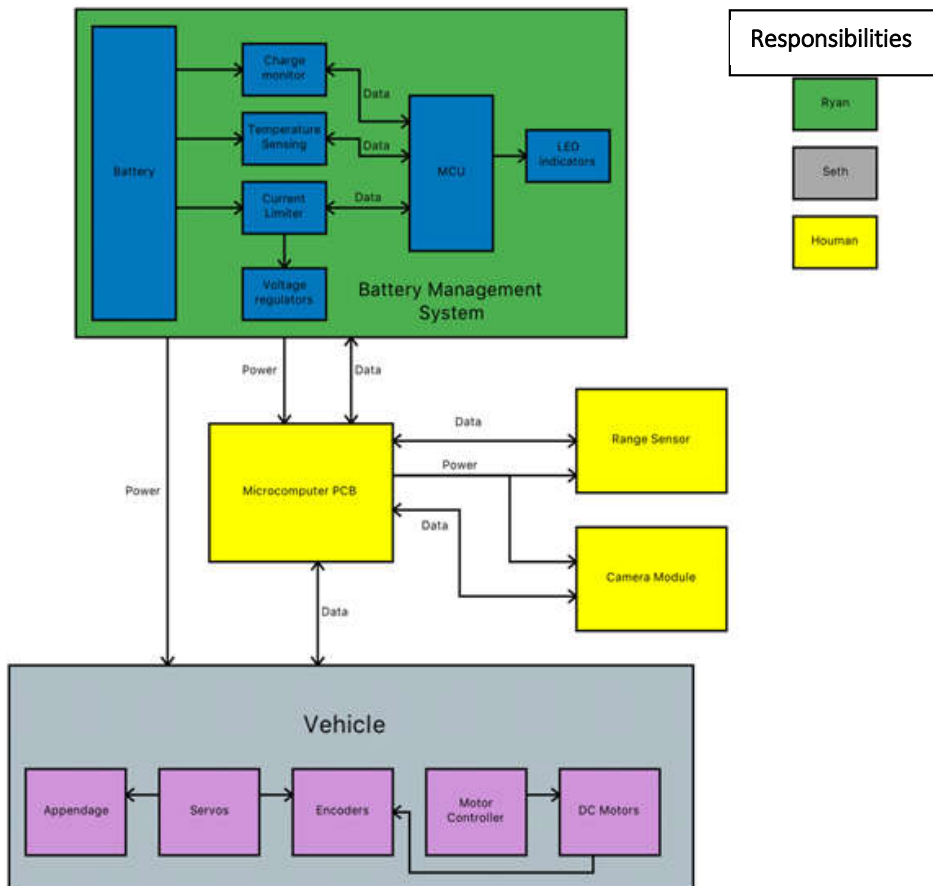 Responsibilities
Ryan
Seth
Houman
Battery
Charge
monitor
Temperature
Sensing
Current
Limiter
Voltage
regulators
Data
Data
Data
MCU
LED
indicators
Battery Management
System
Power
Data
Power
Microcomputer PCB
Data
Power
Data
Range Sensor
Camera Module
Data
Vehicle
Appendage
Servos
Encoders
Motor
Controller
DC Motors